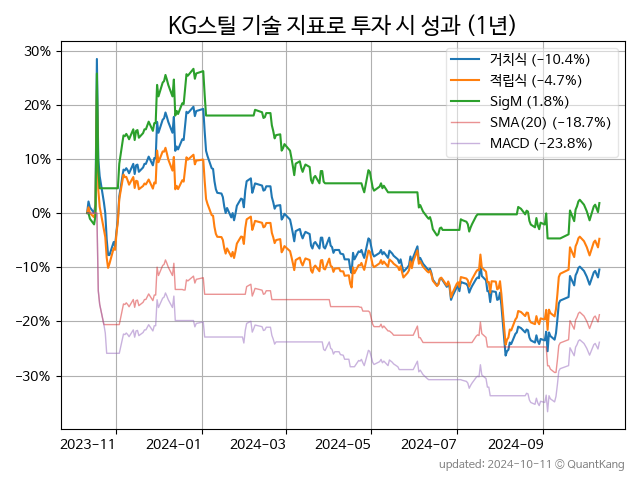 KG스틸 기술 지표로 투자 시 성과 (1년)
거치식 (−10.4%)
적립식 (−4.7%)
SigM (1.8%)
SMA(20) (−18.7%)
MACD (−23.8%)
30%
20%
10%
0%
−10%
−20%
−30%
2023−11
2024−01
2024−03
2024−05
2024−07
2024−09
updated: 2024-10-11 © QuantKang